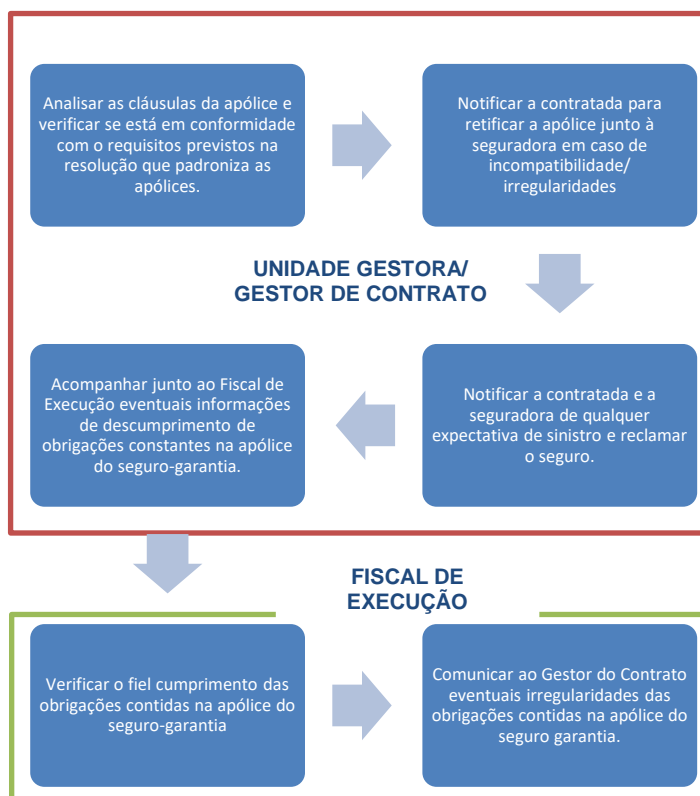 Analisar as cláusulas da apólice e
verificar se está em conformidade
com o requisitos previstos na
resolução que padroniza as
apólices.
Notificar a contratada para
retificar a apólice junto à
seguradora em caso de
incompatibilidade/
irregularidades
UNIDADE GESTORA/
GESTOR DE CONTRATO
Acompanhar junto ao Fiscal de
Execução eventuais informações
de descumprimento de
obrigações constantes na apólice
do seguro-garantia.
Notificar a contratada e a
seguradora de qualquer
expectativa de sinistro e reclamar
o seguro.
FISCAL DE
EXECUÇÃO
Verificar o fiel cumprimento das
obrigações contidas na apólice do
seguro-garantia
Comunicar ao Gestor do Contrato
eventuais irregularidades das
obrigações contidas na apólice do
seguro garantia.